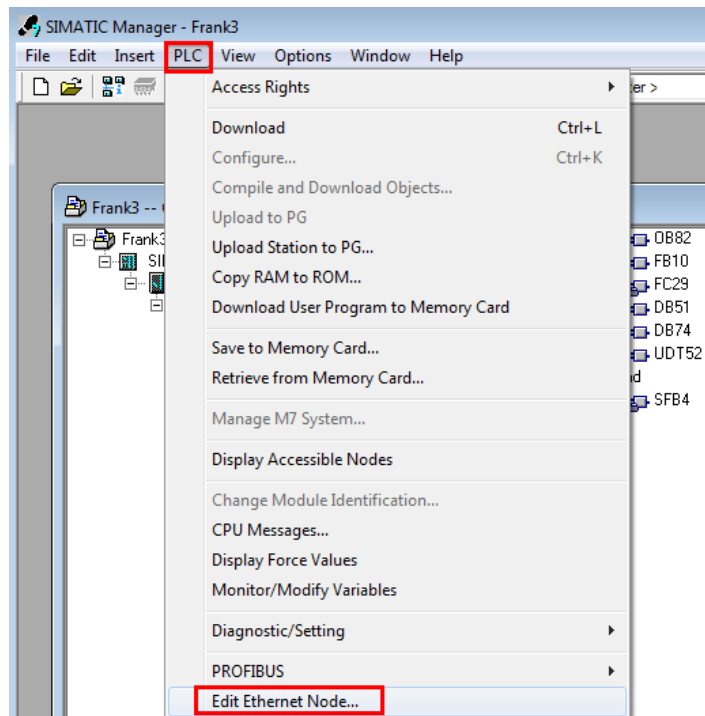 SIMATIC Manager - Frank3
File Edit Insert PLC View Options Window Help
Access Rights
er >
Download Ctrl+L
Configure... Ctrl+K
Compile and Download Objects...
Upload to PG
Upload Station to PG...
Copy RAM to ROM...
Download User Program to Memory Card
Save to Memory Card...
Retrieve from Memory Card...
Manage M7 System...
Display Accessible Nodes
Change Module Identification...
CPU Messages...
Display Force Values
Monitor/Modify Variables
Diagnostic/Setting
PROFIBUS
Edit Ethernet Node...
Frank3 --
Frank3
SI
OB82
FB10
FC29
DB51
DB74
UDT52
SFB4